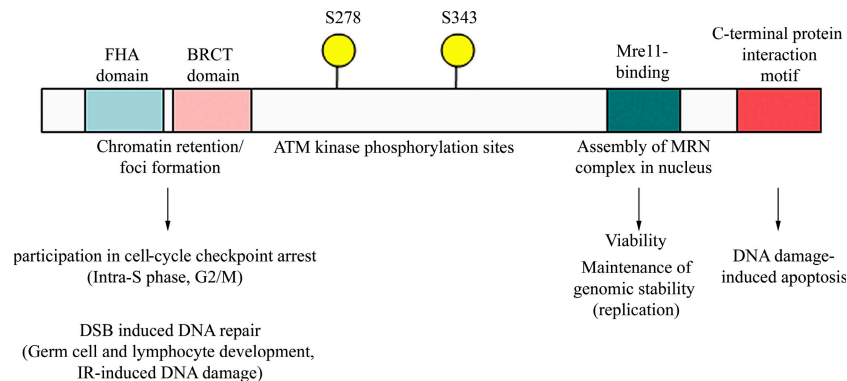 S278
S343
FHA
domain
BRCT
domain
Mre11-
binding
C-terminal protein
interaction
motif
Chromatin retention/
foci formation
ATM kinase phosphorylation sites
Assembly of MRN
complex in nucleus
participation in cell-cycle checkpoint arrest
(Intra-S phase, G2/M)
Viability
Maintenance of
genomic stability
(replication)
DNA damage-
induced apoptosis
DSB induced DNA repair
(Germ cell and lymphocyte development,
IR-induced DNA damage)